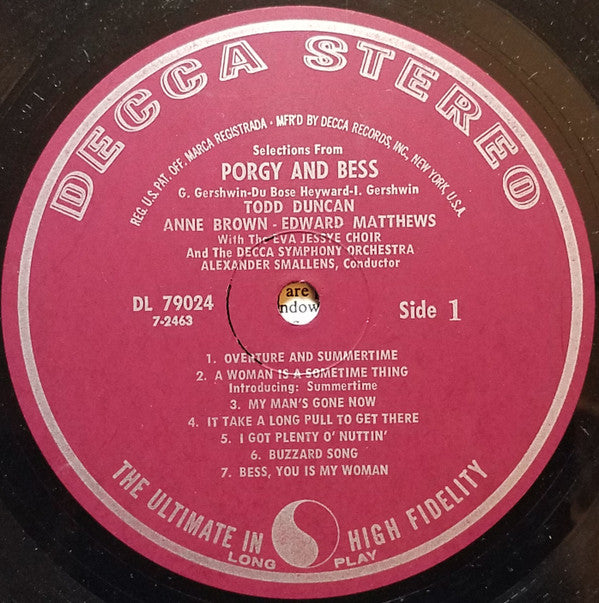 DECCA STEREO
REG. U.S. PAT. OFF. MARCA REGISTRADA · MFR'D BY DECCA RECORDS, INC., NEW YORK, U.S.A.
Selections From
PORGY AND BESS
G. Gershwin-Du Bose Heyward-I. Gershwin
TODD DUNCAN
ANNE BROWN - EDWARD MATTHEWS
With The EVA JESSYE CHOIR
And The DECCA SYMPHONY ORCHESTRA
ALEXANDER SMALLENS, Conductor
DL 79024
7-2463
are
ndow
Side 1
1. OVERTURE AND SUMMERTIME
2. A WOMAN IS A SOMETIME THING
Introducing: Summertime
3. MY MAN'S GONE NOW
4. IT TAKE A LONG PULL TO GET THERE
5. I GOT PLENTY O' NUTTIN'
6. BUZZARD SONG
7. BESS, YOU IS MY WOMAN
THE ULTIMATE IN HIGH FIDELITY
LONG PLAY